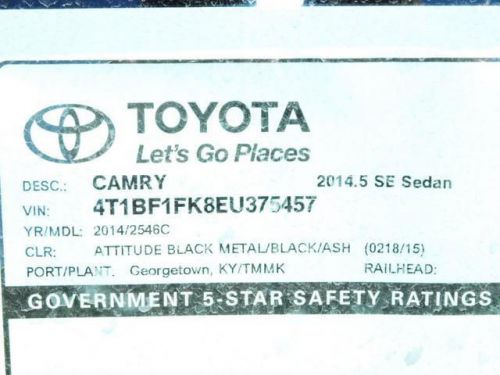 TOYOTA
Let's Go Places
DESC.: CAMRY 2014.5 SE Sedan
VIN: 4T1BF1FK8EU375457
YR/MDL: 2014/2546C
CLR: ATTITUDE BLACK METAL/BLACK/ASH (0218/15)
PORT/PLANT: Georgetown, KY/TMMK RAILHEAD:
GOVERNMENT 5-STAR SAFETY RATINGS